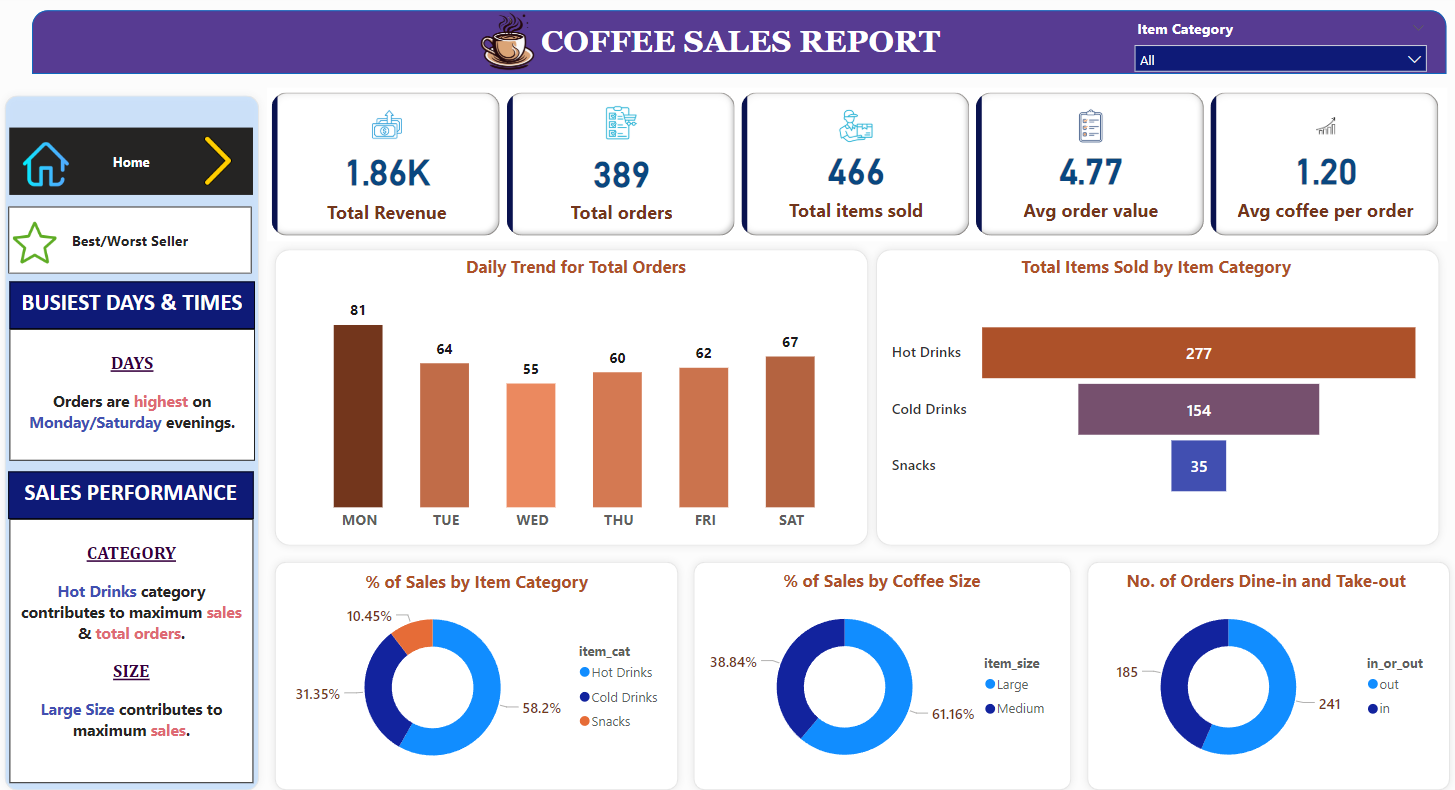 COFFEE SALES REPORT
Item Category
All
Home
Best/Worst Seller
BUSIEST DAYS & TIMES
DAYS
Orders are highest on
Monday/Saturday evenings.
SALES PERFORMANCE
CATEGORY
Hot Drinks category
contributes to maximum sales
& total orders.
SIZE
Large Size contributes to
maximum sales.
1.86K
Total Revenue
389
Total orders
466
Total items sold
4.77
Avg order value
1.20
Avg coffee per order
Daily Trend for Total Orders
81
64
55
60
62
67
MON TUE WED THU FRI SAT
Total Items Sold by Item Category
Hot Drinks 277
Cold Drinks 154
Snacks 35
% of Sales by Item Category
10.45%
31.35%
58.2%
item_cat
Hot Drinks
Cold Drinks
Snacks
% of Sales by Coffee Size
38.84%
61.16%
item_size
Large
Medium
No. of Orders Dine-in and Take-out
185
241
in_or_out
out
in